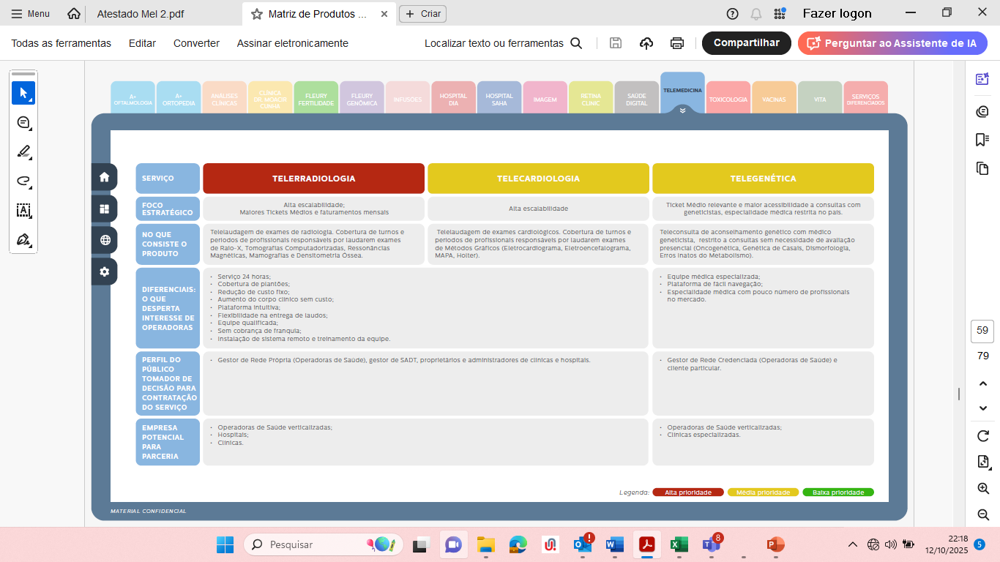 Menu
Atestado Mel 2.pdf
Matriz de Produtos ...
Criar
Fazer logon
Todas as ferramentas
Editar
Converter
Assinar eletronicamente
Localizar texto ou ferramentas
Compartilhar
Perguntar ao Assistente de IA
A+
OFTALMOLOGIA
A+
ORTOPEDIA
ANÁLISES
CLÍNICAS
CLÍNICA
DR. MOACIR
CUNHA
FLEURY
FERTILIDADE
FLEURY
GENÔMICA
INFUSÕES
HOSPITAL
DIA
HOSPITAL
SAHA
IMAGEM
RETINA
CLINIC
SAÚDE
DIGITAL
TELEMEDICINA
TOXICOLOGIA
VACINAS
VITA
SERVIÇOS
DIFERENCIADOS
SERVIÇO
TELERRADIOLOGIA
TELECARDIOLOGIA
TELEGENÉTICA
FOCO
ESTRATÉGICO
Alta escalabilidade;
Maiores Tickets Médios e faturamentos mensais
Alta escalabilidade
Ticket Médio relevante e maior acessibilidade a consultas com
geneticistas, especialidade médica restrita no país.
NO QUE
CONSISTE O
PRODUTO
Telelaudagem de exames de radiologia. Cobertura de turnos e
períodos de profissionais responsáveis por laudarem exames
de Raio-X, Tomografias Computadorizadas, Ressonâncias
Magnéticas, Mamografias e Densitometria Óssea.
Telelaudagem de exames cardiológicos. Cobertura de turnos e
períodos de profissionais responsáveis por laudarem exames
de Métodos Gráficos (Eletrocardiograma, Eletroencefalograma,
MAPA, Holter).
Teleconsulta de aconselhamento genético com médico
geneticista, restrito a consultas sem necessidade de avaliação
presencial (Oncogenética, Genética de Casais, Dismorfologia,
Erros Inatos do Metabolismo).
DIFERENCIAIS:
O QUE
DESPERTA
INTERESSE DE
OPERADORAS
• Serviço 24 horas;
• Cobertura de plantões;
• Redução de custo fixo;
• Aumento do corpo clínico sem custo;
• Plataforma intuitiva;
• Flexibilidade na entrega de laudos;
• Equipe qualificada;
• Sem cobrança de franquia;
• Instalação de sistema remoto e treinamento da equipe.
• Equipe médica especializada;
• Plataforma de fácil navegação;
• Especialidade médica com pouco número de profissionais
no mercado.
PERFIL DO
PÚBLICO
TOMADOR DE
DECISÃO PARA
CONTRATAÇÃO
DO SERVIÇO
• Gestor de Rede Própria (Operadoras de Saúde), gestor de SADT, proprietários e administradores de clínicas e hospitais.
• Gestor de Rede Credenciada (Operadoras de Saúde) e
cliente particular.
EMPRESA
POTENCIAL
PARA
PARCERIA
• Operadoras de Saúde verticalizadas;
• Hospitais;
• Clínicas.
• Operadoras de Saúde verticalizadas;
• Clínicas especializadas.
Legenda:
Alta prioridade
Média prioridade
Baixa prioridade
MATERIAL CONFIDENCIAL
59
79
Pesquisar
8
22:18
12/10/2025
5